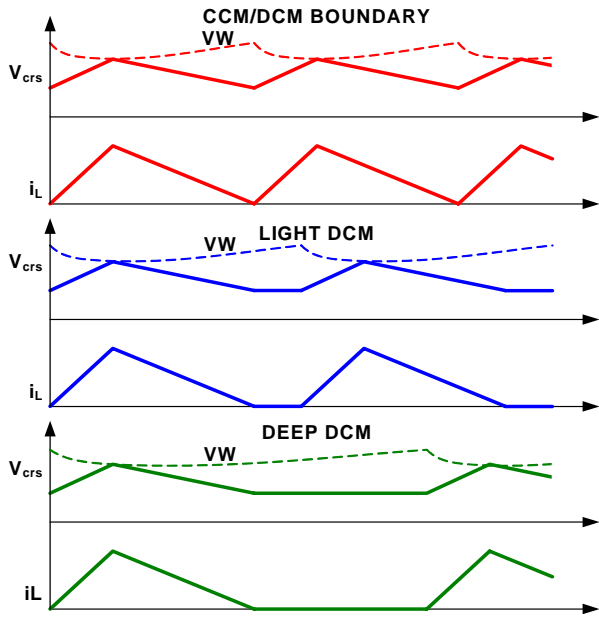 CCM/DCM BOUNDARY
VW
Vcrs
iL
VW LIGHT DCM
Vcrs
iL
DEEP DCM
VW
Vcrs
iL